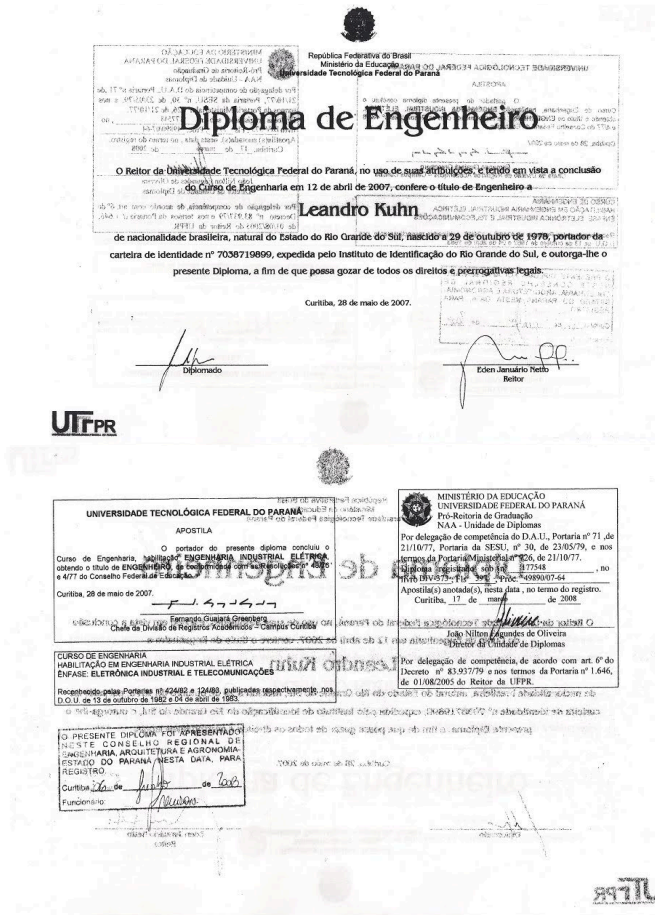 República Federativa do Brasil
Ministério da Educação
Universidade Tecnológica Federal do Paraná
Diploma de Engenheiro
O Reitor da Universidade Tecnológica Federal do Paraná, no uso de suas atribuições, e tendo em vista a conclusão
do Curso de Engenharia em 12 de abril de 2007, confere o título de Engenheiro a
Leandro Kuhn
de nacionalidade brasileira, natural do Estado do Rio Grande do Sul, nascido a 29 de outubro de 1978, portador da
carteira de identidade nº 7038719899, expedida pelo Instituto de Identificação do Rio Grande do Sul, e outorga-lhe o
presente Diploma, a fim de que possa gozar de todos os direitos e prerrogativas legais.
Curitiba, 28 de maio de 2007.
Diplomado
Eden Januário Netto
Reitor
UTFPR
UNIVERSIDADE TECNOLÓGICA FEDERAL DO PARANÁ
APOSTILA
O portador do presente diploma concluiu o
Curso de Engenharia, habilitação ENGENHARIA INDUSTRIAL ELÉTRICA,
obtendo o título de ENGENHEIRO, de conformidade com as Resoluções nº 48/76
e 4/77 do Conselho Federal de Educação.
Curitiba, 28 de maio de 2007.
Fernando Guajará Greenberg
Chefe da Divisão de Registros Acadêmicos - Campus Curitiba
CURSO DE ENGENHARIA
HABILITAÇÃO EM ENGENHARIA INDUSTRIAL ELÉTRICA
ÊNFASE: ELETRÔNICA INDUSTRIAL E TELECOMUNICAÇÕES
Reconhecido pelas Portarias nº 424/82 e 124/83, publicadas respectivamente, nos
D.O.U. de 13 de outubro de 1982 e 04 de abril de 1983.
O PRESENTE DIPLOMA FOI APRESENTADO
NESTE CONSELHO REGIONAL DE
ENGENHARIA, ARQUITETURA E AGRONOMIA-
ESTADO DO PARANÁ NESTA DATA, PARA
REGISTRO.
Curitiba, de de
Funcionário:
MINISTÉRIO DA EDUCAÇÃO
UNIVERSIDADE FEDERAL DO PARANÁ
Pró-Reitoria de Graduação
NAA - Unidade de Diplomas
Por delegação de competência do D.A.U., Portaria nº 71 ,de
21/10/77, Portaria da SESU, nº 30, de 23/05/79, e nos
termos da Portaria Ministerial nº 726, de 21/10/77.
Diploma registrado sob nº 177548 , no
livro DIV-373 , Fls 391 , Proc. 49890/07-64
Apostila(s) anotada(s), nesta data , no termo do registro.
Curitiba, 17 de março de 2008
João Nilton Fagundes de Oliveira
Diretor da Unidade de Diplomas
Por delegação de competência, de acordo com art. 6º do
Decreto nº 83.937/79 e nos termos da Portaria nº 1.646,
de 01/08/2005 do Reitor da UFPR.